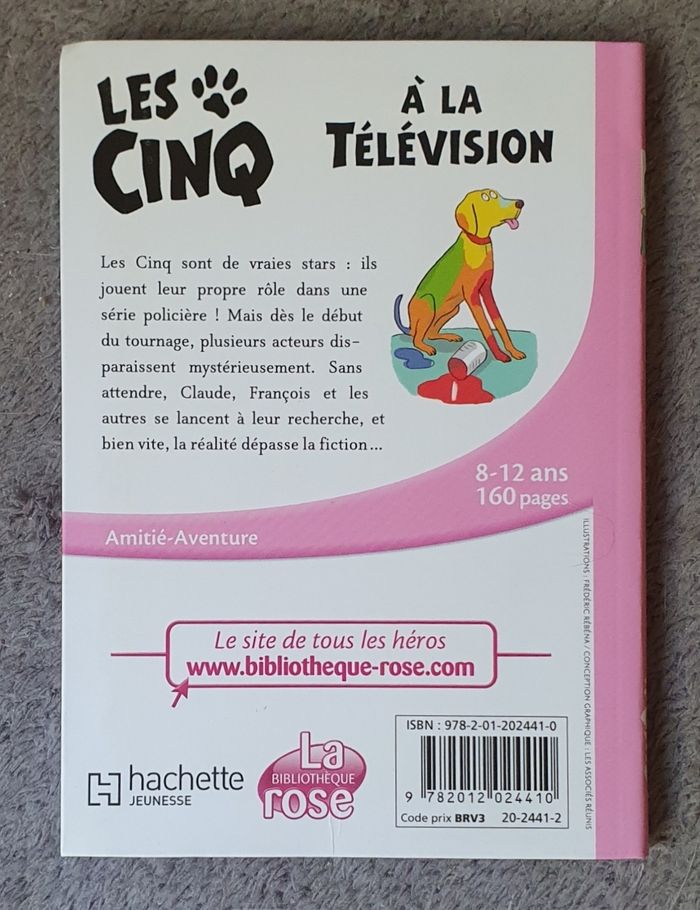 LES CINQ
À LA
TÉLÉVISION
Les Cinq sont de vraies stars : ils
jouent leur propre rôle dans une
série policière ! Mais dès le début
du tournage, plusieurs acteurs dis-
paraissent mystérieusement. Sans
attendre, Claude, François et les
autres se lancent à leur recherche, et
bien vite, la réalité dépasse la fiction...
8-12 ans
160 pages
Amitié-Aventure
ILLUSTRATIONS : FRÉDÉRIC RÉBÉNA / CONCEPTION GRAPHIQUE : LES ASSOCIÉS RÉUNIS
Le site de tous les héros
www.bibliotheque-rose.com
hachette
JEUNESSE
La
BIBLIOTHÈQUE
rose
ISBN : 978-2-01-202441-0
9 782012 024410
Code prix BRV3 20-2441-2